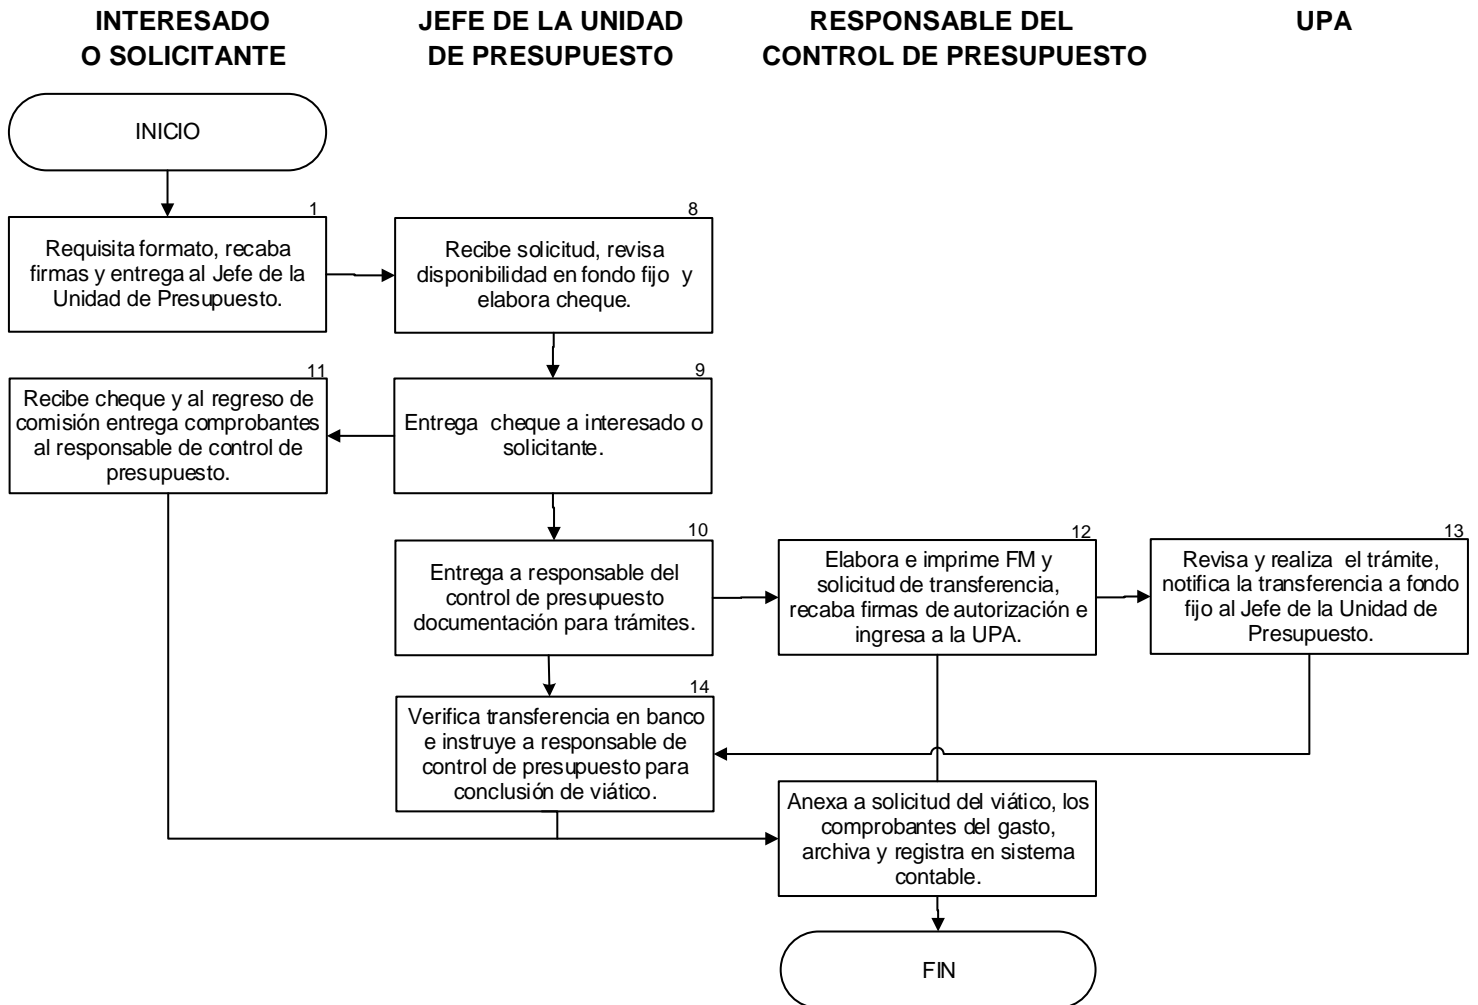 INTERESADO
O SOLICITANTE
JEFE DE LA UNIDAD
DE PRESUPUESTO
RESPONSABLE DEL
CONTROL DE PRESUPUESTO
UPA
INICIO
1
Requisita formato, recaba
firmas y entrega al Jefe de la
Unidad de Presupuesto.
8
Recibe solicitud, revisa
disponibilidad en fondo fijo y
elabora cheque.
11
Recibe cheque y al regreso de
comisión entrega comprobantes
al responsable de control de
presupuesto.
9
Entrega cheque a interesado o
solicitante.
10
Entrega a responsable del
control de presupuesto
documentación para trámites.
12
Elabora e imprime FM y
solicitud de transferencia,
recaba firmas de autorización e
ingresa a la UPA.
13
Revisa y realiza el trámite,
notifica la transferencia a fondo
fijo al Jefe de la Unidad de
Presupuesto.
14
Verifica transferencia en banco
e instruye a responsable de
control de presupuesto para
conclusión de viático.
Anexa a solicitud del viático, los
comprobantes del gasto,
archiva y registra en sistema
contable.
FIN